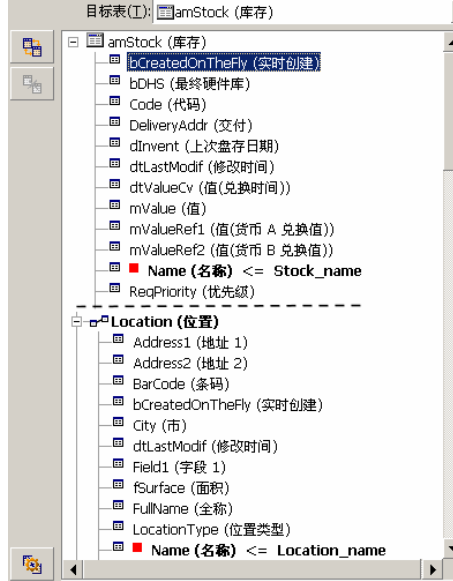 目标表(T): amStock (库存)
amStock (库存)
bCreatedOnTheFly (实时创建)
bDHS (最终硬件库)
Code (代码)
DeliveryAddr (交付)
dInvent (上次盘存日期)
dtLastModif (修改时间)
dtValueCv (值(兑换时间))
mValue (值)
mValueRef1 (值(货币 A 兑换值))
mValueRef2 (值(货币 B 兑换值))
Name (名称) <= Stock_name
ReqPriority (优先级)
Location (位置)
Address1 (地址 1)
Address2 (地址 2)
BarCode (条码)
bCreatedOnTheFly (实时创建)
City (市)
dtLastModif (修改时间)
Field1 (字段 1)
fSurface (面积)
FullName (全称)
LocationType (位置类型)
Name (名称) <= Location_name